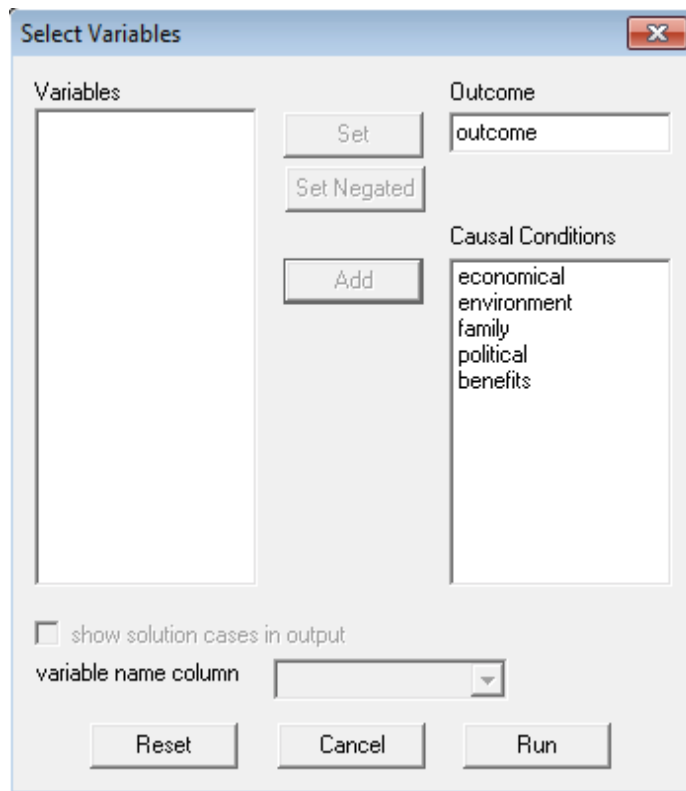 Select Variables
Variables
Outcome
Set
outcome
Set Negated
Causal Conditions
Add
economical
environment
family
political
benefits
show solution cases in output
variable name column
Reset
Cancel
Run